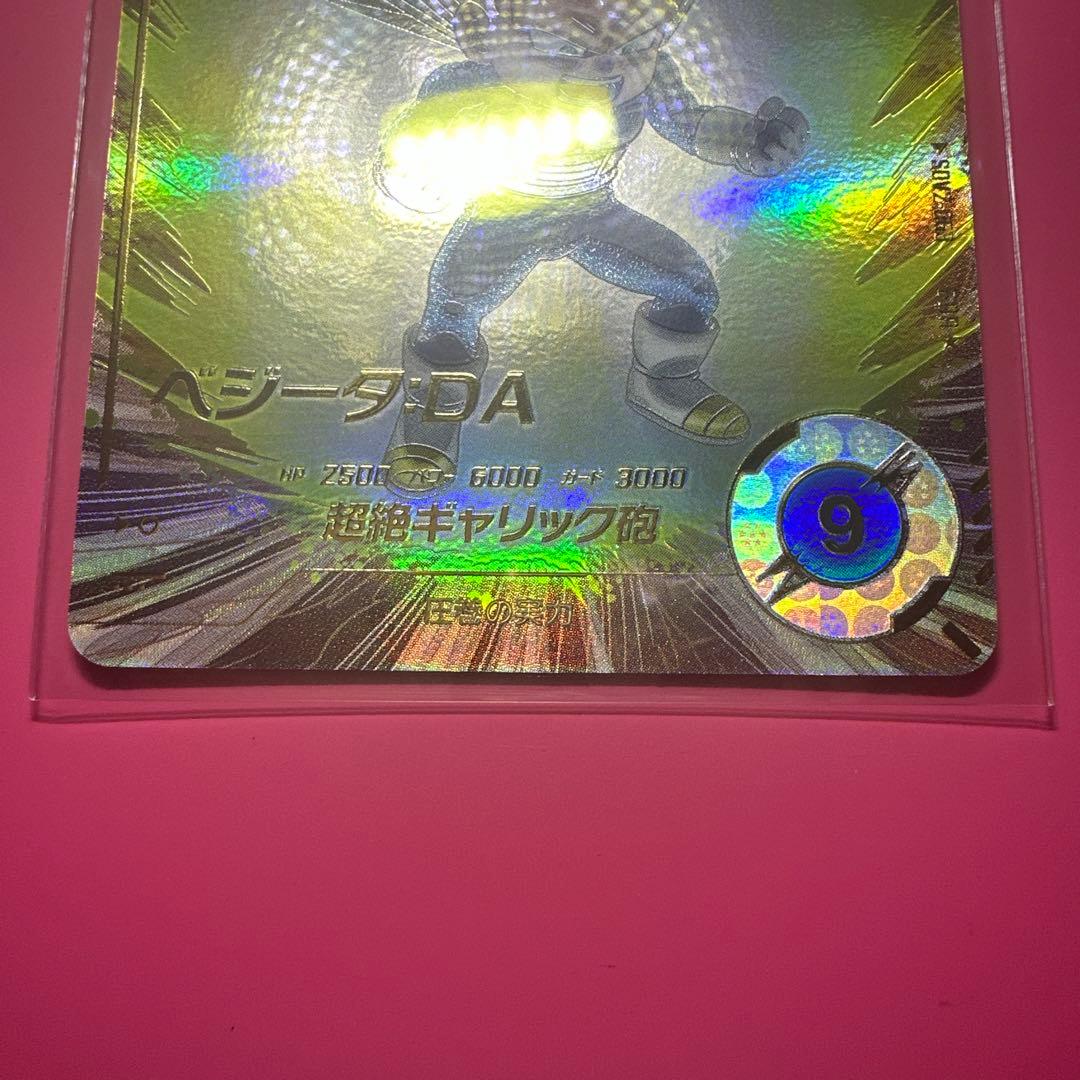 ベジータ:DA
HP 2500 パワー 6000 ガード 3000
超絶ギャリック砲
圧巻の実力
9